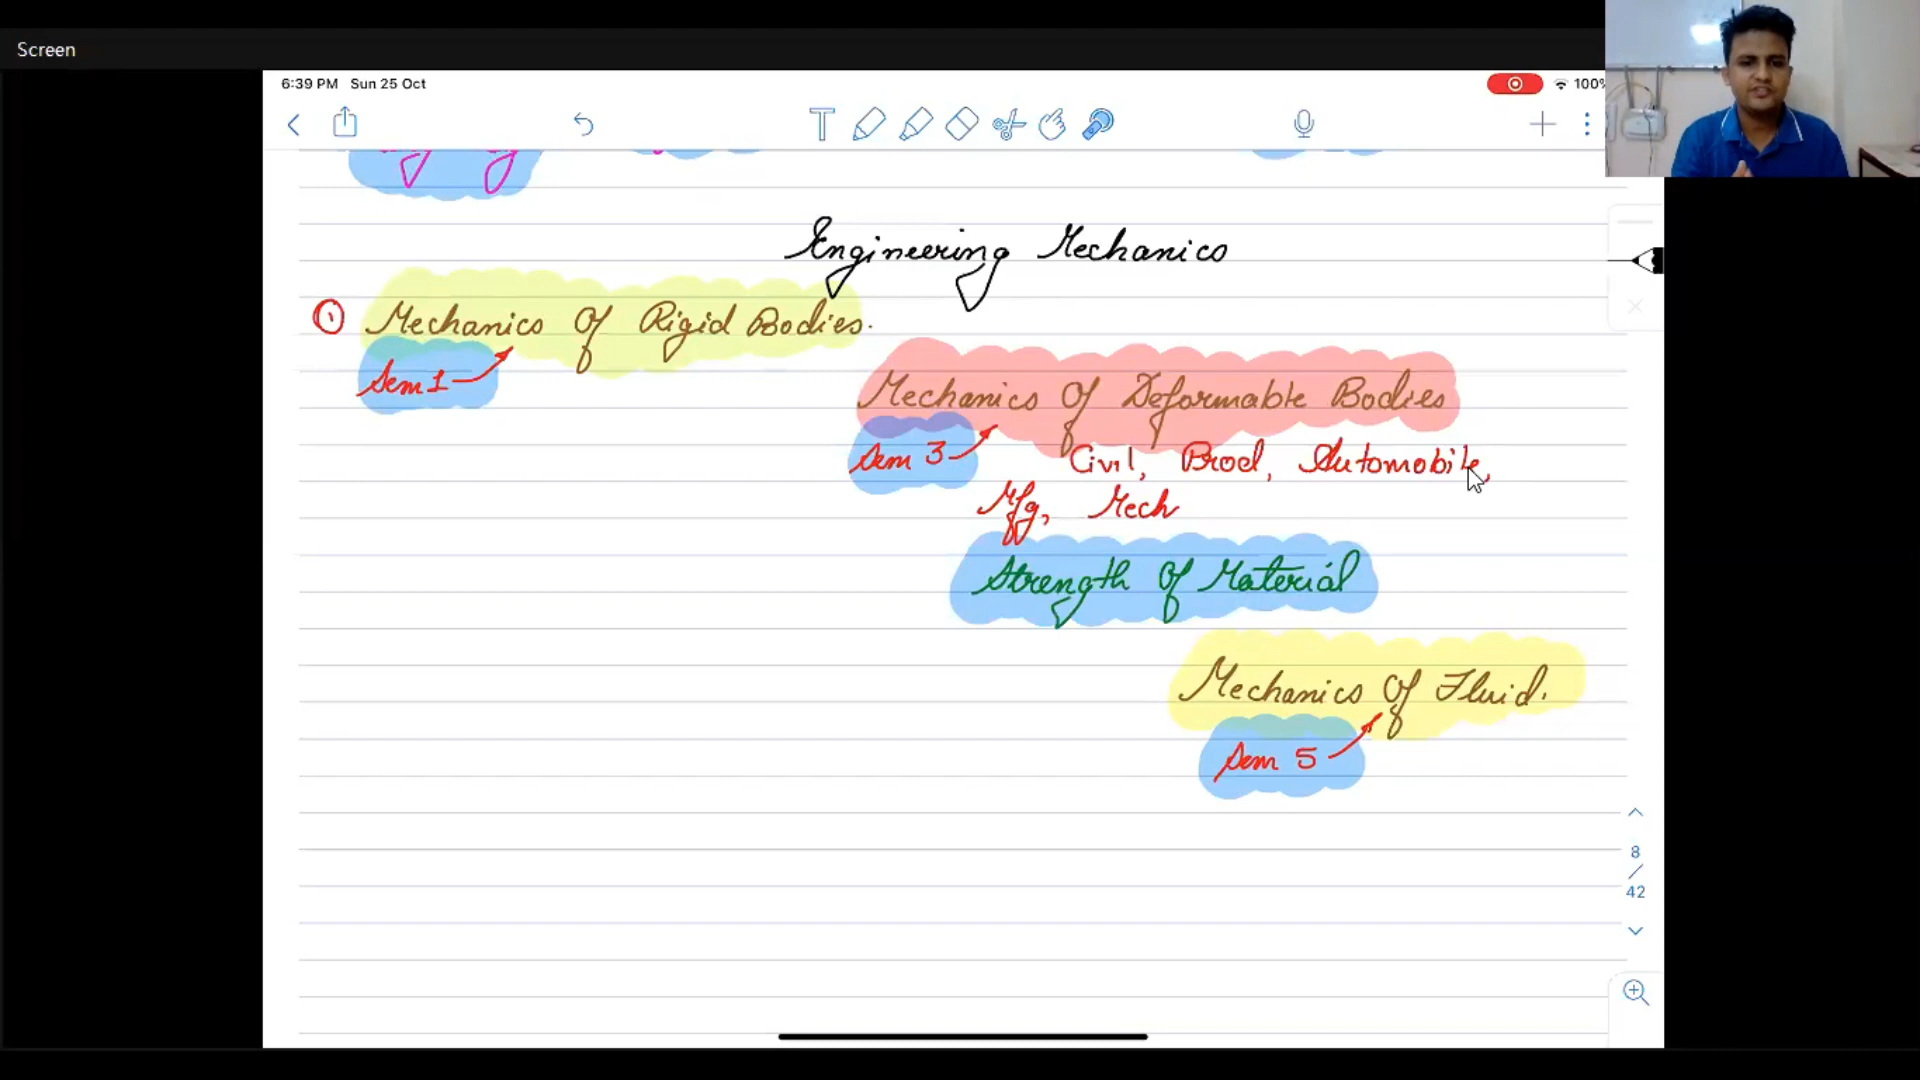 Screen
6:39 PM Sun 25 Oct
100%
Engineering Mechanics
1 Mechanics Of Rigid Bodies.
Sem 1
Mechanics Of Deformable Bodies
Sem 3
Civil, Prod, Automobile,
Mfg, Mech
Strength Of Material
Mechanics Of Fluid.
Sem 5
8
/
42